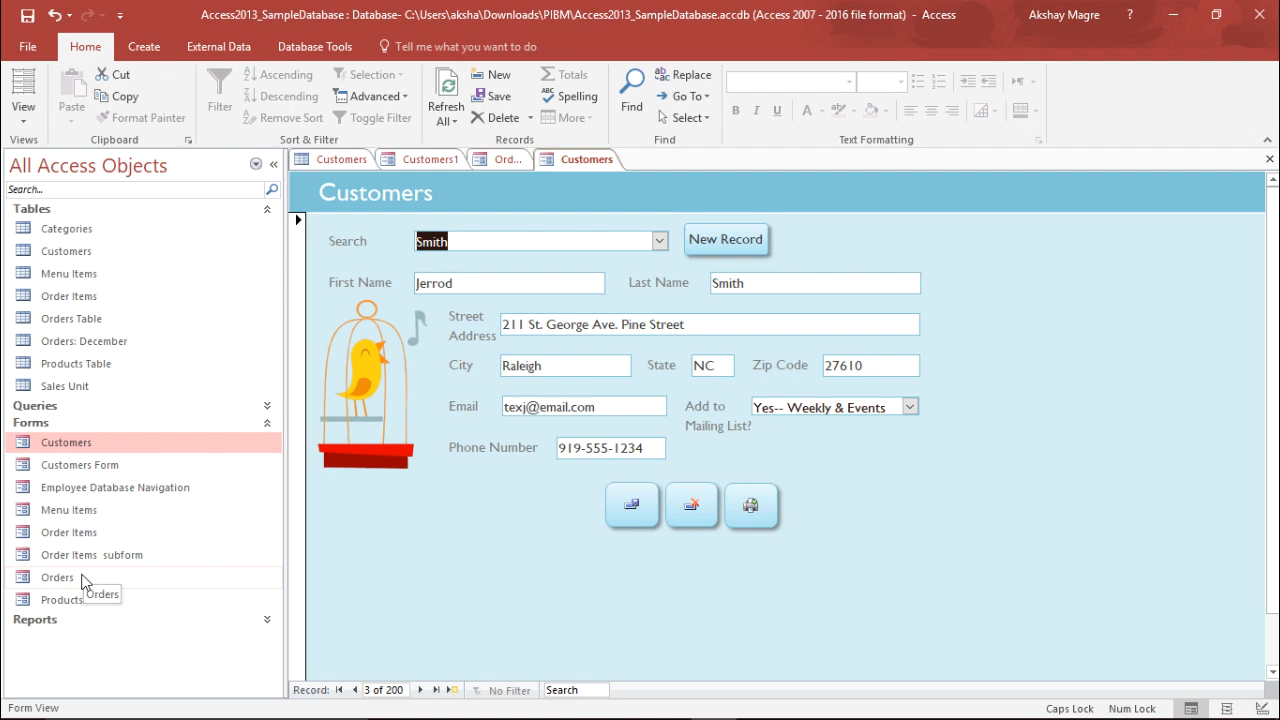 Access2013_SampleDatabase : Database- C:\Users\aksha\Downloads\PIBM\Access2013_SampleDatabase.accdb (Access 2007 - 2016 file format) - Access
Akshay Magre
?
File Home Create External Data Database Tools Tell me what you want to do
View
Views
Paste
Cut
Copy
Format Painter
Clipboard
Filter
Ascending
Descending
Remove Sort
Selection
Advanced
Toggle Filter
Sort & Filter
Refresh
All
New
Save
Delete
Totals
Spelling
More
Records
Find
Replace
Go To
Select
Find
B I U A
Text Formatting
All Access Objects
Search...
Tables
Categories
Customers
Menu Items
Order Items
Orders Table
Orders: December
Products Table
Sales Unit
Queries
Forms
Customers
Customers Form
Employee Database Navigation
Menu Items
Order Items
Order Items subform
Orders
Orders
Products
Reports
Customers Customers1 Ord... Customers
Customers
Search Smith New Record
First Name Jerrod Last Name Smith
Street
Address
211 St. George Ave. Pine Street
City Raleigh State NC Zip Code 27610
Email texj@email.com
Add to
Mailing List?
Yes-- Weekly & Events
Phone Number 919-555-1234
Record: 3 of 200 No Filter Search
Form View Caps Lock Num Lock